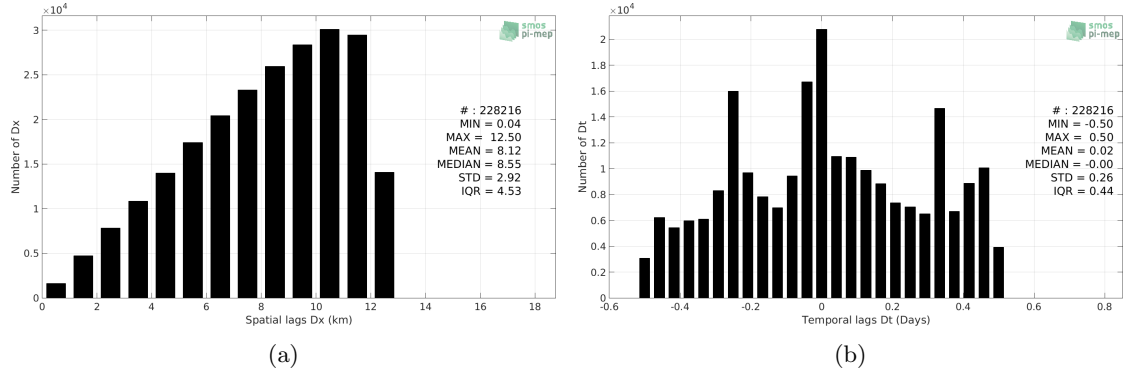 ×10^4
3
2.5
2
1.5
1
0.5
0
0 2 4 6 8 10 12 14 16 18
Number of Dx
Spatial lags Dx (km)
smos
pi-mep
# : 228216
MIN = 0.04
MAX = 12.50
MEAN = 8.12
MEDIAN = 8.55
STD = 2.92
IQR = 4.53
(a)
×10^4
2
1.8
1.6
1.4
1.2
1
0.8
0.6
0.4
0.2
0
-0.6 -0.4 -0.2 0 0.2 0.4 0.6 0.8
Number of Dt
Temporal lags Dt (Days)
smos
pi-mep
# : 228216
MIN = -0.50
MAX = 0.50
MEAN = 0.02
MEDIAN = -0.00
STD = 0.26
IQR = 0.44
(b)